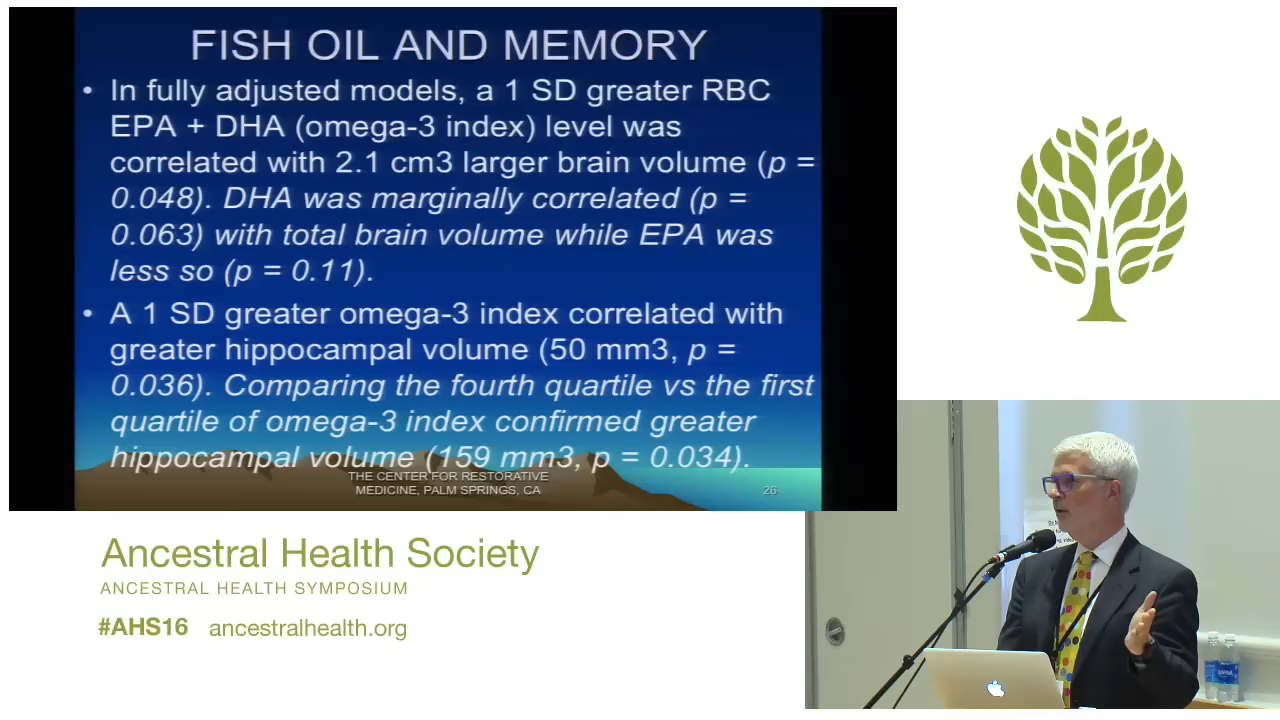 FISH OIL AND MEMORY
• In fully adjusted models, a 1 SD greater RBC
EPA + DHA (omega-3 index) level was
correlated with 2.1 cm3 larger brain volume (p =
0.048). DHA was marginally correlated (p =
0.063) with total brain volume while EPA was
less so (p = 0.11).
• A 1 SD greater omega-3 index correlated with
greater hippocampal volume (50 mm3, p =
0.036). Comparing the fourth quartile vs the first
quartile of omega-3 index confirmed greater
hippocampal volume (159 mm3, p = 0.034).
THE CENTER FOR RESTORATIVE
MEDICINE, PALM SPRINGS, CA
26
Ancestral Health Society
ANCESTRAL HEALTH SYMPOSIUM
#AHS16 ancestralhealth.org